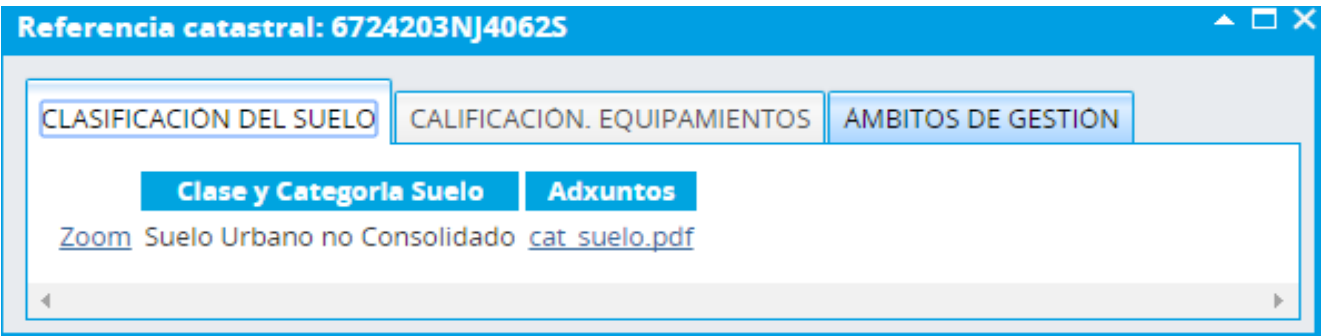 Referencia catastral: 6724203NJ4062S
CLASIFICACIÓN DEL SUELO CALIFICACIÓN. EQUIPAMIENTOS ÁMBITOS DE GESTIÓN
Clase y Categoría Suelo Adxuntos
Zoom Suelo Urbano no Consolidado cat_suelo.pdf